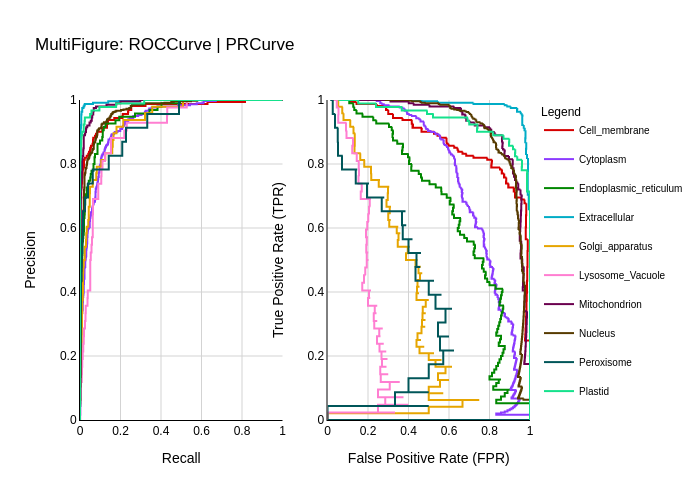 MultiFigure: ROCCurve | PRCurve
1
0.8
0.6
0.4
0.2
0
0
0.2
0.4
0.6
0.8
1
Precision
Recall
1
0.8
0.6
0.4
0.2
0
0
0.2
0.4
0.6
0.8
1
True Positive Rate (TPR)
False Positive Rate (FPR)
Legend
Cell_membrane
Cytoplasm
Endoplasmic_reticulum
Extracellular
Golgi_apparatus
Lysosome_Vacuole
Mitochondrion
Nucleus
Peroxisome
Plastid